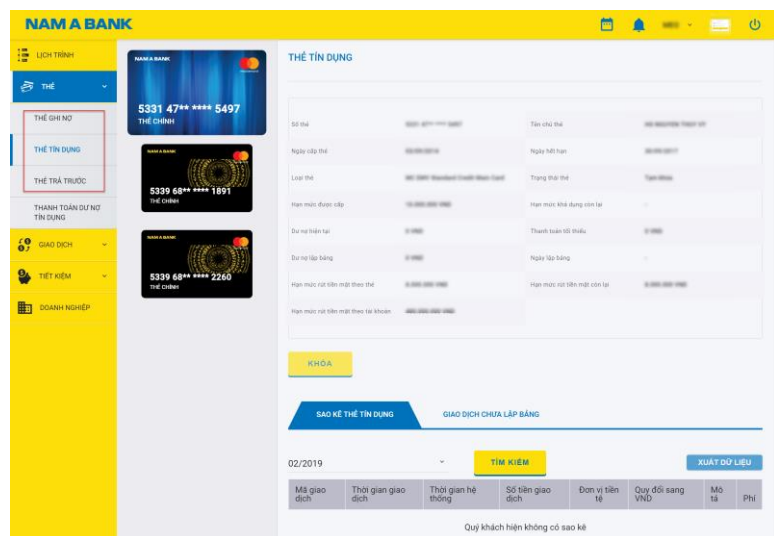 NAM A BANK
LỊCH TRÌNH
THẺ
THẺ GHI NỢ
THẺ TÍN DỤNG
THẺ TRẢ TRƯỚC
THANH TOÁN DƯ NỢ
TÍN DỤNG
GIAO DỊCH
TIẾT KIỆM
DOANH NGHIỆP
NAM A BANK
5331 47** **** 5497
THẺ CHÍNH
NAM A BANK
5339 68** **** 1891
THẺ CHÍNH
NAM A BANK
5339 68** **** 2260
THẺ CHÍNH
THẺ TÍN DỤNG
Số thẻ
Tên chủ thẻ
Ngày cấp thẻ
Ngày hết hạn
Loại thẻ
Trạng thái thẻ
Hạn mức được cấp
Hạn mức khả dụng còn lại
Dư nợ hiện tại
Thanh toán tối thiểu
Dư nợ lập bảng
Ngày lập bảng
Hạn mức rút tiền mặt theo thẻ
Hạn mức rút tiền mặt còn lại
Hạn mức rút tiền mặt theo tài khoản
KHÓA
SAO KÊ THẺ TÍN DỤNG
GIAO DỊCH CHƯA LẬP BẢNG
02/2019
TÌM KIẾM
XUẤT DỮ LIỆU
Mã giao dịch
Thời gian giao dịch
Thời gian hệ thống
Số tiền giao dịch
Đơn vị tiền tệ
Quy đổi sang VND
Mô tả
Phí
Quý khách hiện không có sao kê